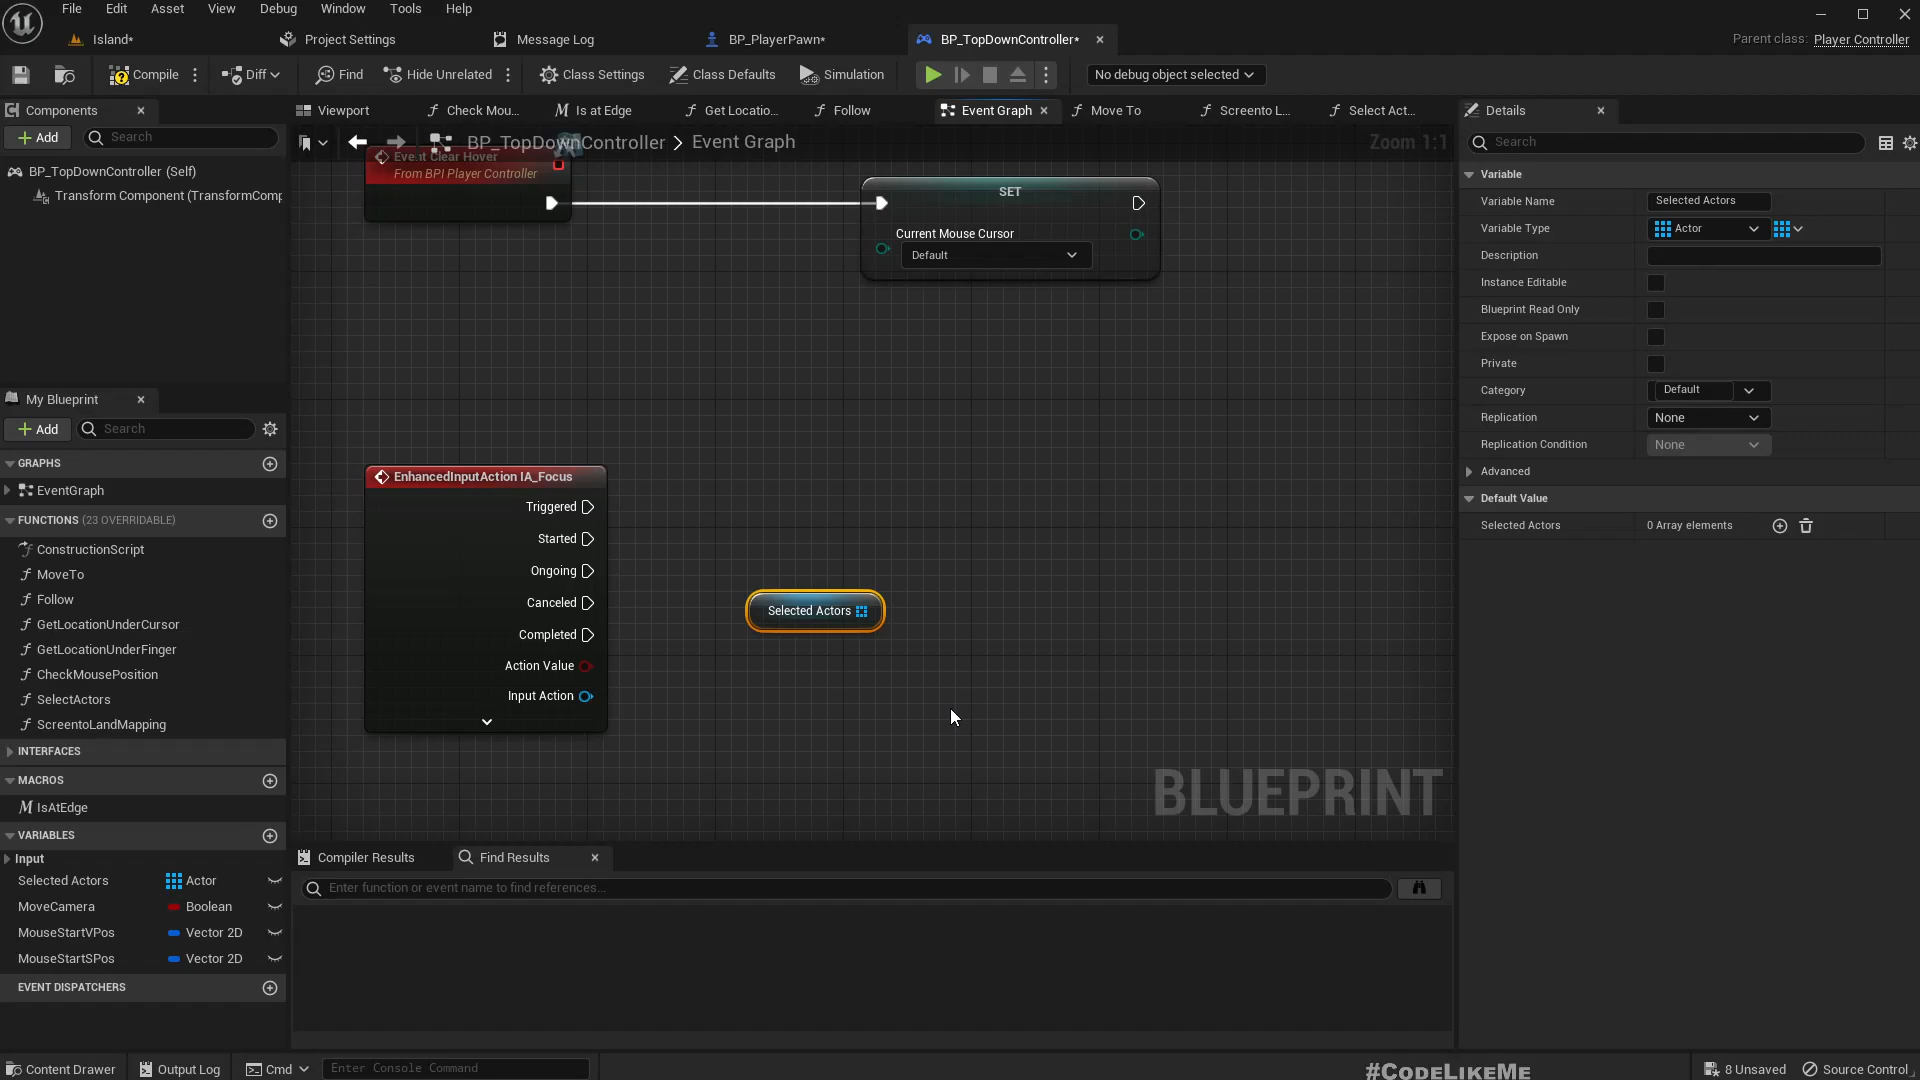 File Edit Asset View Debug Window Tools Help
Island* Project Settings Message Log BP_PlayerPawn* BP_TopDownController*
Parent class: Player Controller
Compile Diff Find Hide Unrelated Class Settings Class Defaults Simulation No debug object selected
Components
Add Search
BP_TopDownController (Self)
Transform Component (TransformComp
Viewport Check Mou... Is at Edge Get Locatio... Follow Event Graph Move To Screento L... Select Act...
BP_TopDownController > Event Graph
Zoom 1:1
Event Clear Hover
From BPI Player Controller
SET
Current Mouse Cursor
Default
EnhancedInputAction IA_Focus
Triggered
Started
Ongoing
Canceled
Completed
Action Value
Input Action
Selected Actors
BLUEPRINT
My Blueprint
Add Search
GRAPHS
EventGraph
FUNCTIONS (23 OVERRIDABLE)
ConstructionScript
MoveTo
Follow
GetLocationUnderCursor
GetLocationUnderFinger
CheckMousePosition
SelectActors
ScreentoLandMapping
INTERFACES
MACROS
IsAtEdge
VARIABLES
Input
Selected Actors Actor
MoveCamera Boolean
MouseStartVPos Vector 2D
MouseStartSPos Vector 2D
EVENT DISPATCHERS
Compiler Results Find Results
Enter function or event name to find references...
Details
Search
Variable
Variable Name Selected Actors
Variable Type Actor
Description
Instance Editable
Blueprint Read Only
Expose on Spawn
Private
Category Default
Replication None
Replication Condition None
Advanced
Default Value
Selected Actors 0 Array elements
Content Drawer Output Log Cmd Enter Console Command
#CODELIKEME
8 Unsaved Source Control